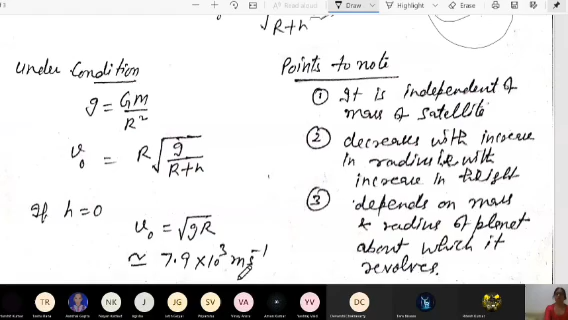 Draw
Highlight
Erase
√R+h
Under Condition
g = GM
R²
v₀ = R√g
R+h
If h=0
v₀ = √gR
≃ 7.9 ×10³ ms⁻¹
Points to note
① It is independent of
mass of satellite
② decreases with increase
in radius i.e with
increase in height
③ depends on mass
& radius of planet
about which it
revolves.
TR
NK
J
JG
SV
VA
YV
DC